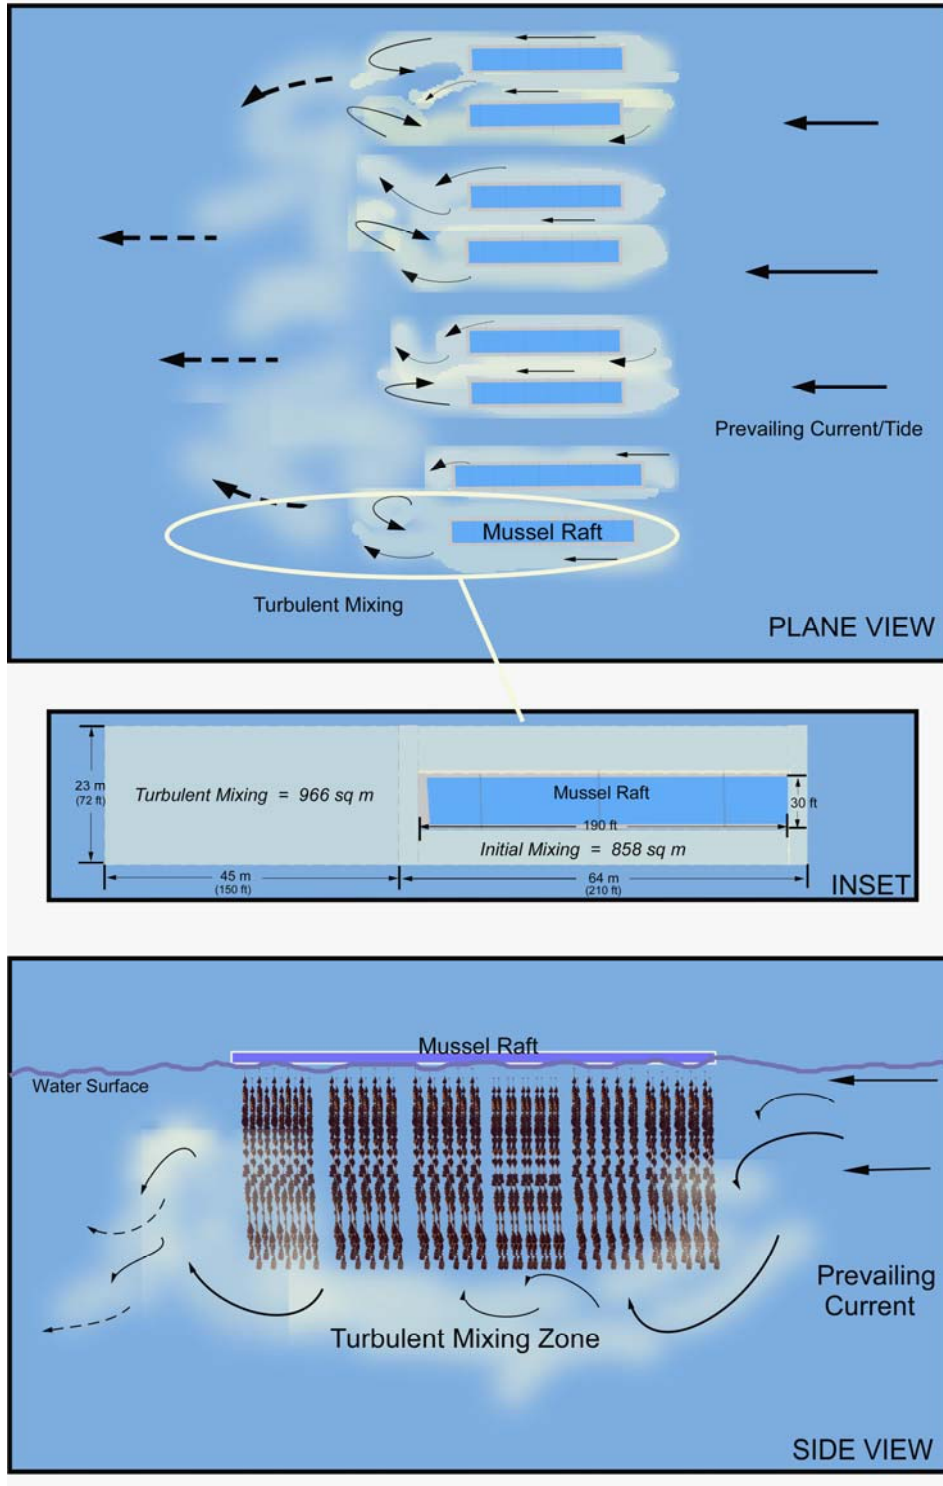 Prevailing Current/Tide
Mussel Raft
Turbulent Mixing
PLANE VIEW
23 m
(72 ft)
Turbulent Mixing = 966 sq m
Mussel Raft
30 ft
190 ft
Initial Mixing = 858 sq m
45 m
(150 ft)
64 m
(210 ft)
INSET
Mussel Raft
Water Surface
Prevailing
Current
Turbulent Mixing Zone
SIDE VIEW